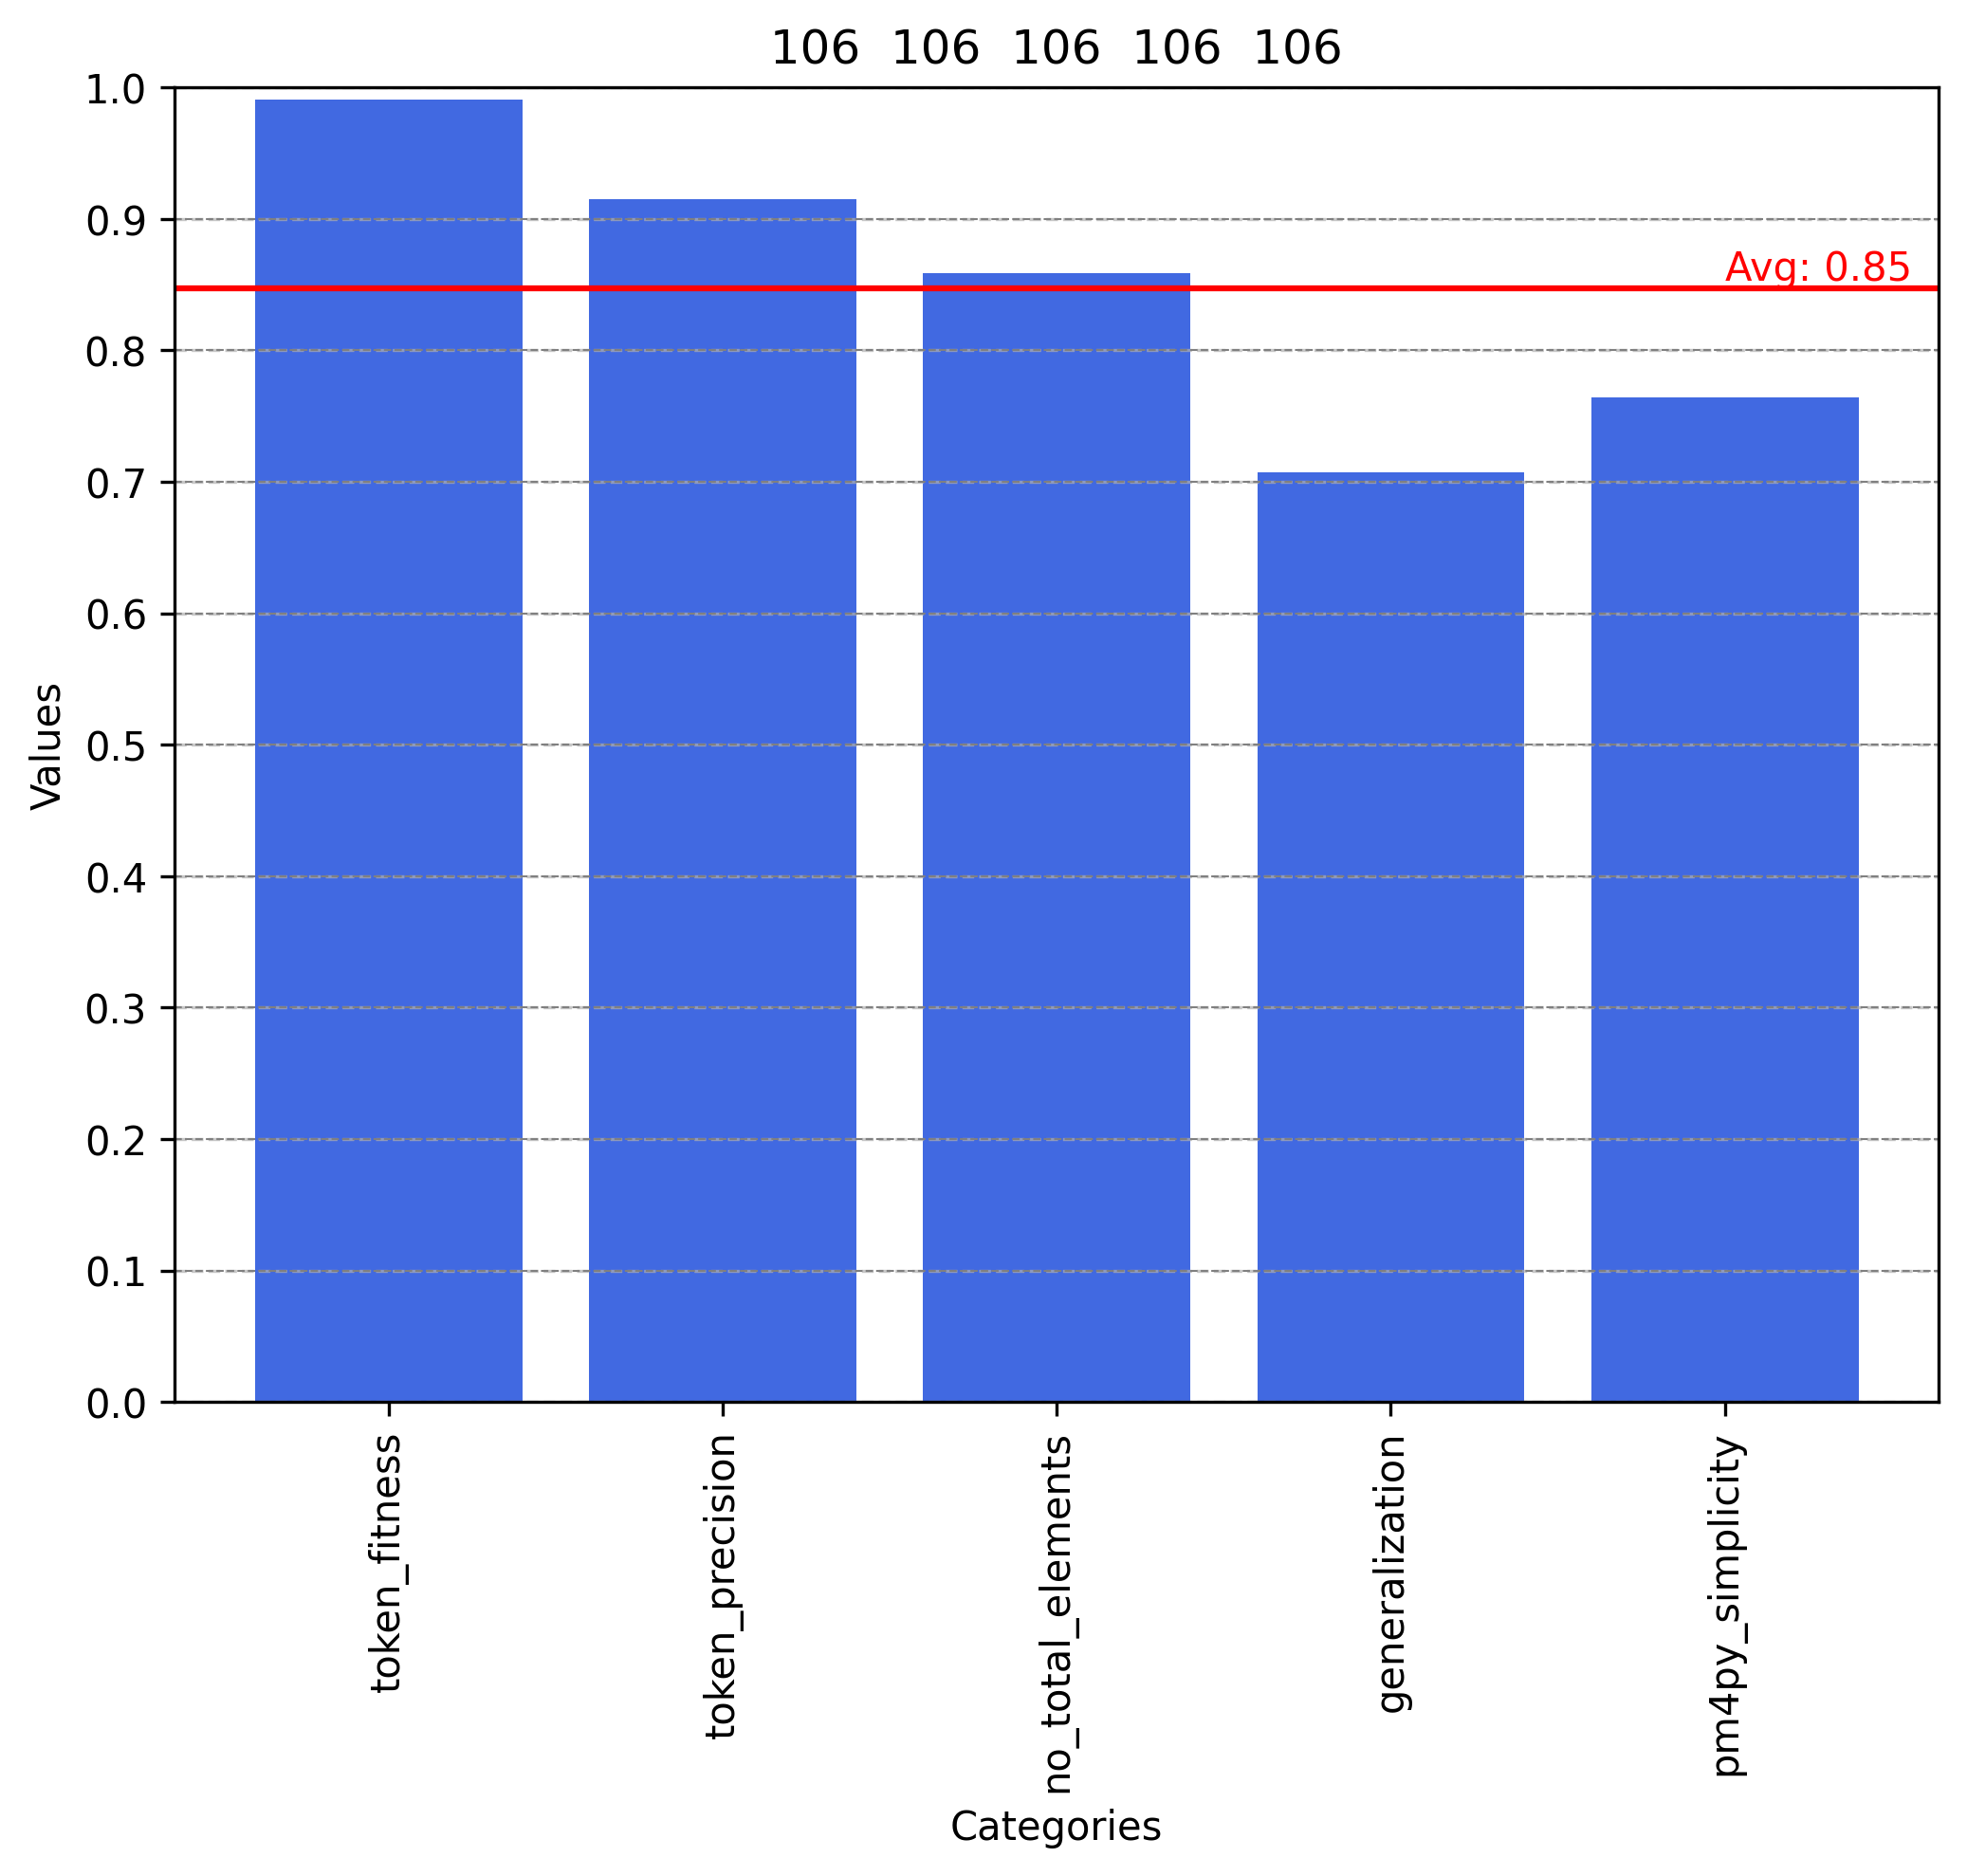 106 106 106 106 106
1.0
0.9
0.8
0.7
0.6
0.5
0.4
0.3
0.2
0.1
0.0
Values
Avg: 0.85
token_fitness
token_precision
no_total_elements
generalization
pm4py_simplicity
Categories